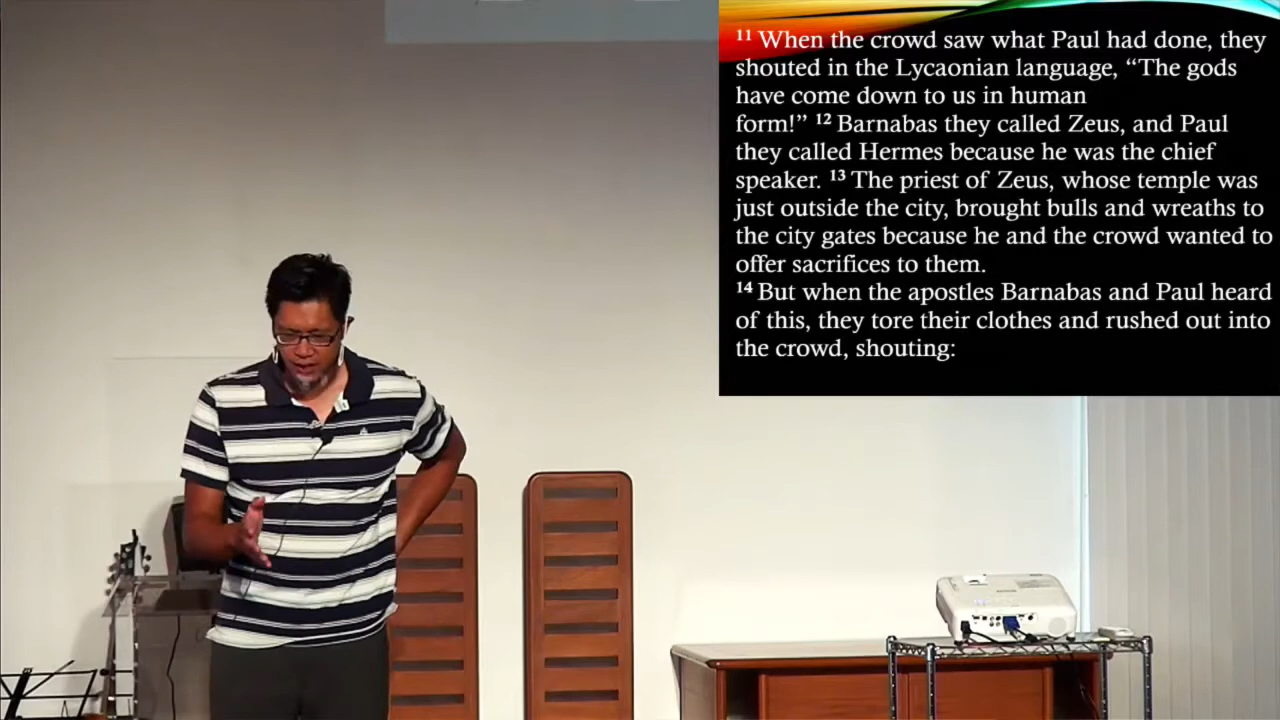 ¹¹ When the crowd saw what Paul had done, they
shouted in the Lycaonian language, “The gods
have come down to us in human
form!” ¹² Barnabas they called Zeus, and Paul
they called Hermes because he was the chief
speaker. ¹³ The priest of Zeus, whose temple was
just outside the city, brought bulls and wreaths to
the city gates because he and the crowd wanted to
offer sacrifices to them.
¹⁴ But when the apostles Barnabas and Paul heard
of this, they tore their clothes and rushed out into
the crowd, shouting: